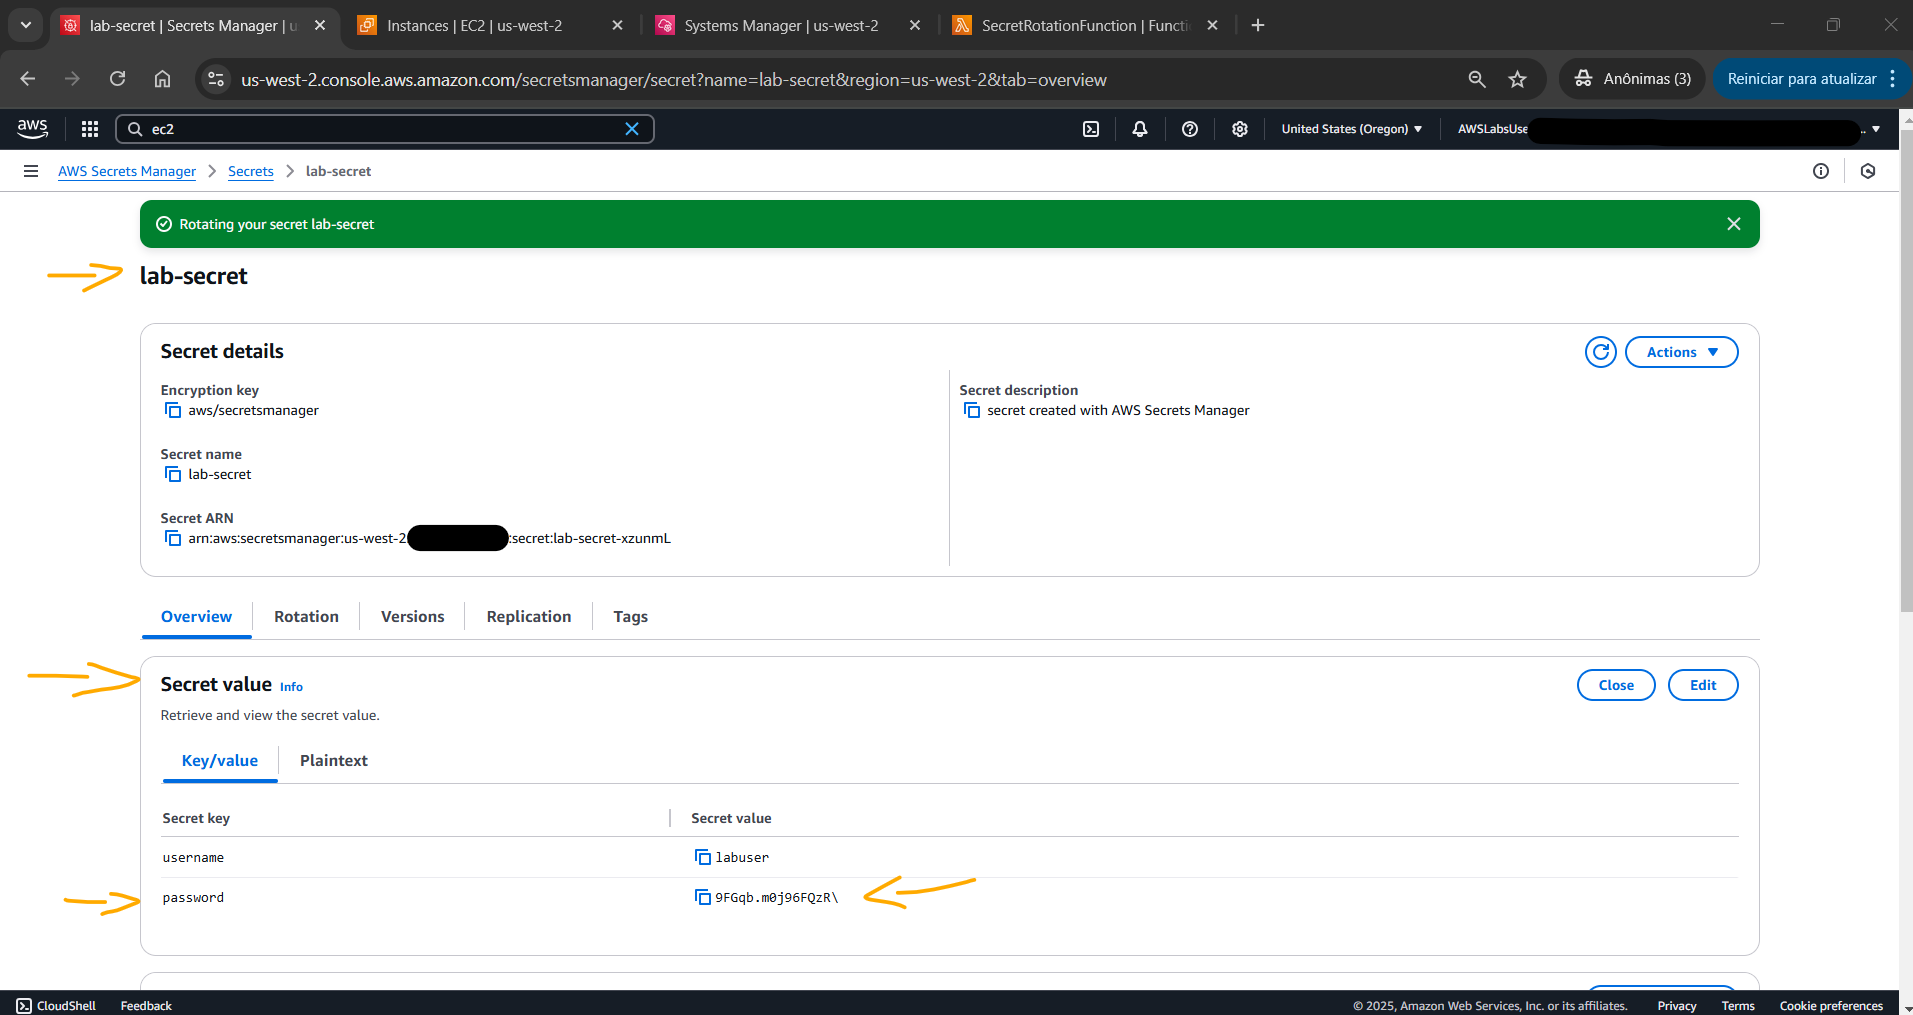 lab-secret | Secrets Manager | u
Instances | EC2 | us-west-2
Systems Manager | us-west-2
SecretRotationFunction | Functi
us-west-2.console.aws.amazon.com/secretsmanager/secret?name=lab-secret&region=us-west-2&tab=overview
Anônimas (3)
Reiniciar para atualizar
aws
ec2
United States (Oregon)
AWSLabsUse
..
AWS Secrets Manager > Secrets > lab-secret
Rotating your secret lab-secret
lab-secret
Secret details
Actions
Encryption key
aws/secretsmanager
Secret description
secret created with AWS Secrets Manager
Secret name
lab-secret
Secret ARN
arn:aws:secretsmanager:us-west-2
:secret:lab-secret-xzunmL
Overview
Rotation
Versions
Replication
Tags
Secret value Info
Close
Edit
Retrieve and view the secret value.
Key/value
Plaintext
Secret key
Secret value
username
labuser
password
9FGqb.m0j96FQzR\
CloudShell
Feedback
© 2025, Amazon Web Services, Inc. or its affiliates.
Privacy
Terms
Cookie preferences